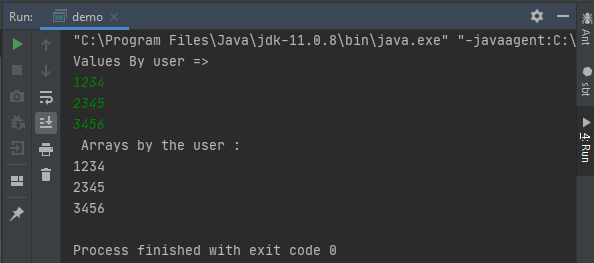 Run: demo
"C:\Program Files\Java\jdk-11.0.8\bin\java.exe" "-javaagent:C:\
Values By user =>
1234
2345
3456
Arrays by the user :
1234
2345
3456
Process finished with exit code 0
Ant
sbt
4: Run